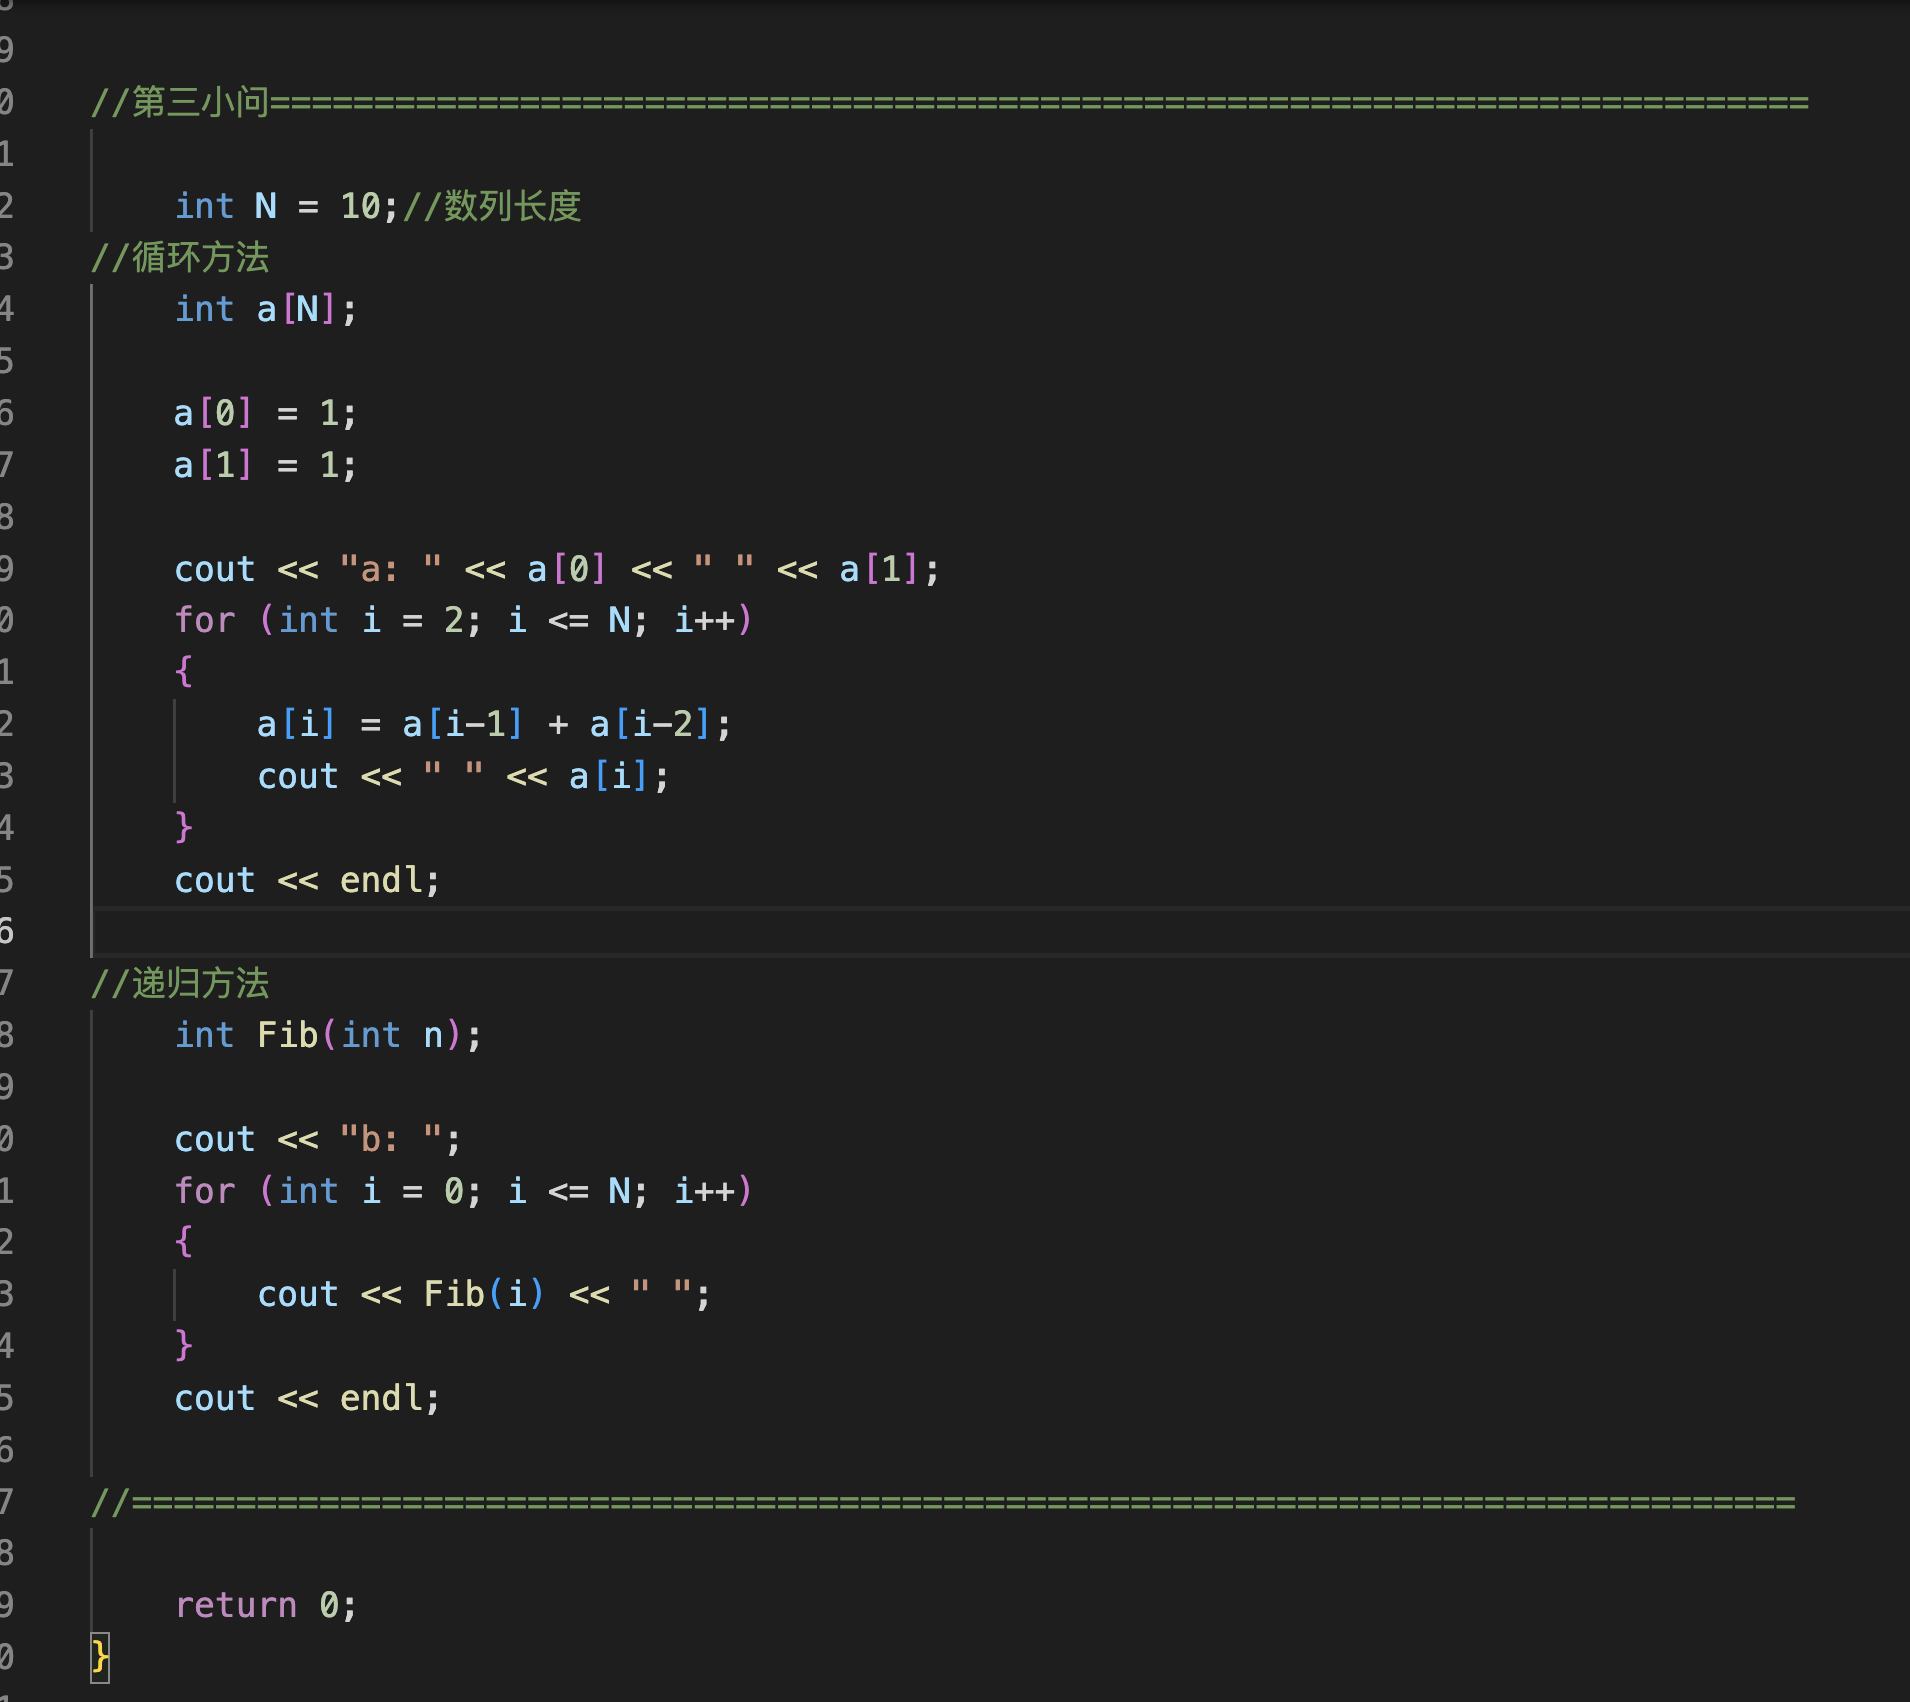 9
0 //第三小问==========================================================================
1
2     int N = 10;//数列长度
3 //循环方法
4     int a[N];
5
6     a[0] = 1;
7     a[1] = 1;
8
9     cout << "a: " << a[0] << " " << a[1];
0     for (int i = 2; i <= N; i++)
1     {
2         a[i] = a[i-1] + a[i-2];
3         cout << " " << a[i];
4     }
5     cout << endl;
6
7 //递归方法
8     int Fib(int n);
9
0     cout << "b: ";
1     for (int i = 0; i <= N; i++)
2     {
3         cout << Fib(i) << " ";
4     }
5     cout << endl;
6
7 //================================================================================
8
9     return 0;
0 }